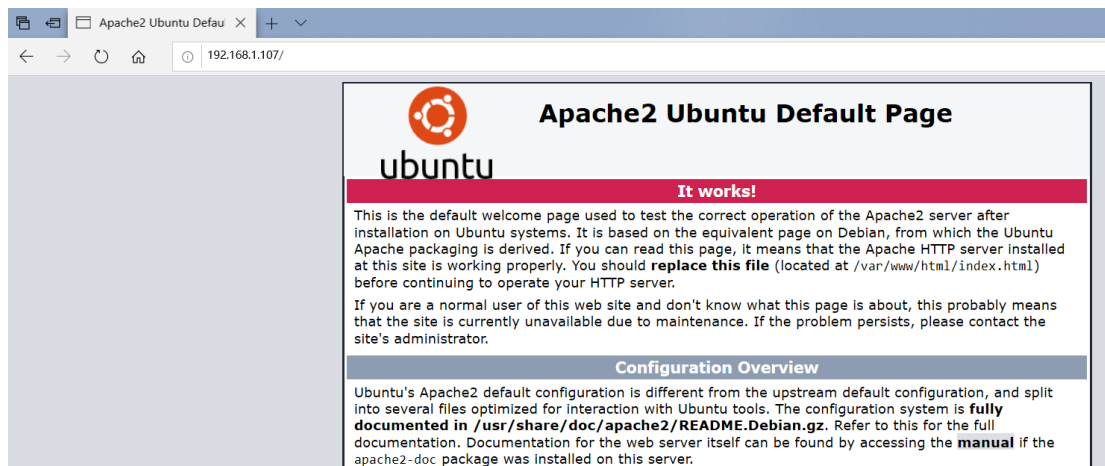 Apache2 Ubuntu Defaul
192.168.1.107/
ubuntu
Apache2 Ubuntu Default Page
It works!
This is the default welcome page used to test the correct operation of the Apache2 server after
installation on Ubuntu systems. It is based on the equivalent page on Debian, from which the Ubuntu
Apache packaging is derived. If you can read this page, it means that the Apache HTTP server installed
at this site is working properly. You should replace this file (located at /var/www/html/index.html)
before continuing to operate your HTTP server.
If you are a normal user of this web site and don't know what this page is about, this probably means
that the site is currently unavailable due to maintenance. If the problem persists, please contact the
site's administrator.
Configuration Overview
Ubuntu's Apache2 default configuration is different from the upstream default configuration, and split
into several files optimized for interaction with Ubuntu tools. The configuration system is fully
documented in /usr/share/doc/apache2/README.Debian.gz. Refer to this for the full
documentation. Documentation for the web server itself can be found by accessing the manual if the
apache2-doc package was installed on this server.